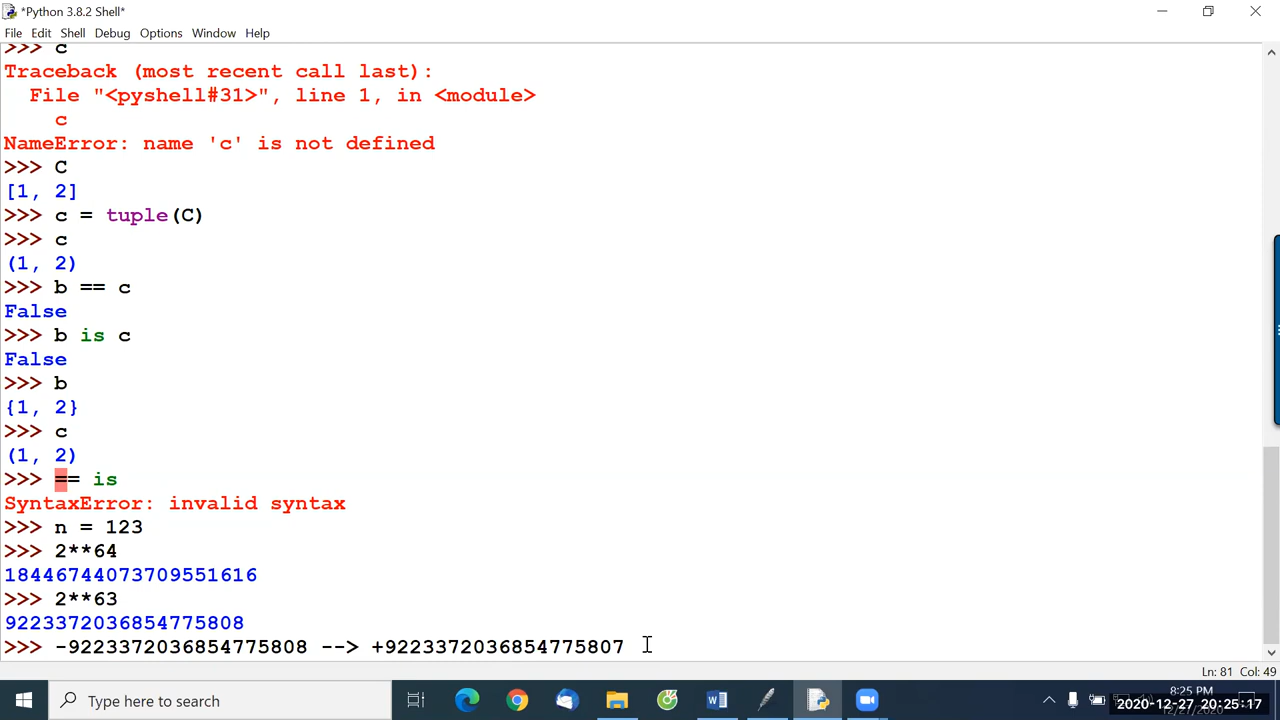 *Python 3.8.2 Shell*
File Edit Shell Debug Options Window Help
>>> c
Traceback (most recent call last):
  File "<pyshell#31>", line 1, in <module>
    c
NameError: name 'c' is not defined
>>> C
[1, 2]
>>> c = tuple(C)
>>> c
(1, 2)
>>> b == c
False
>>> b is c
False
>>> b
{1, 2}
>>> c
(1, 2)
>>> == is
SyntaxError: invalid syntax
>>> n = 123
>>> 2**64
18446744073709551616
>>> 2**63
9223372036854775808
>>> -9223372036854775808 --> +9223372036854775807
Ln: 81 Col: 49
Type here to search
8:25 PM
2020-12-27 20:25:17
12/27/2020